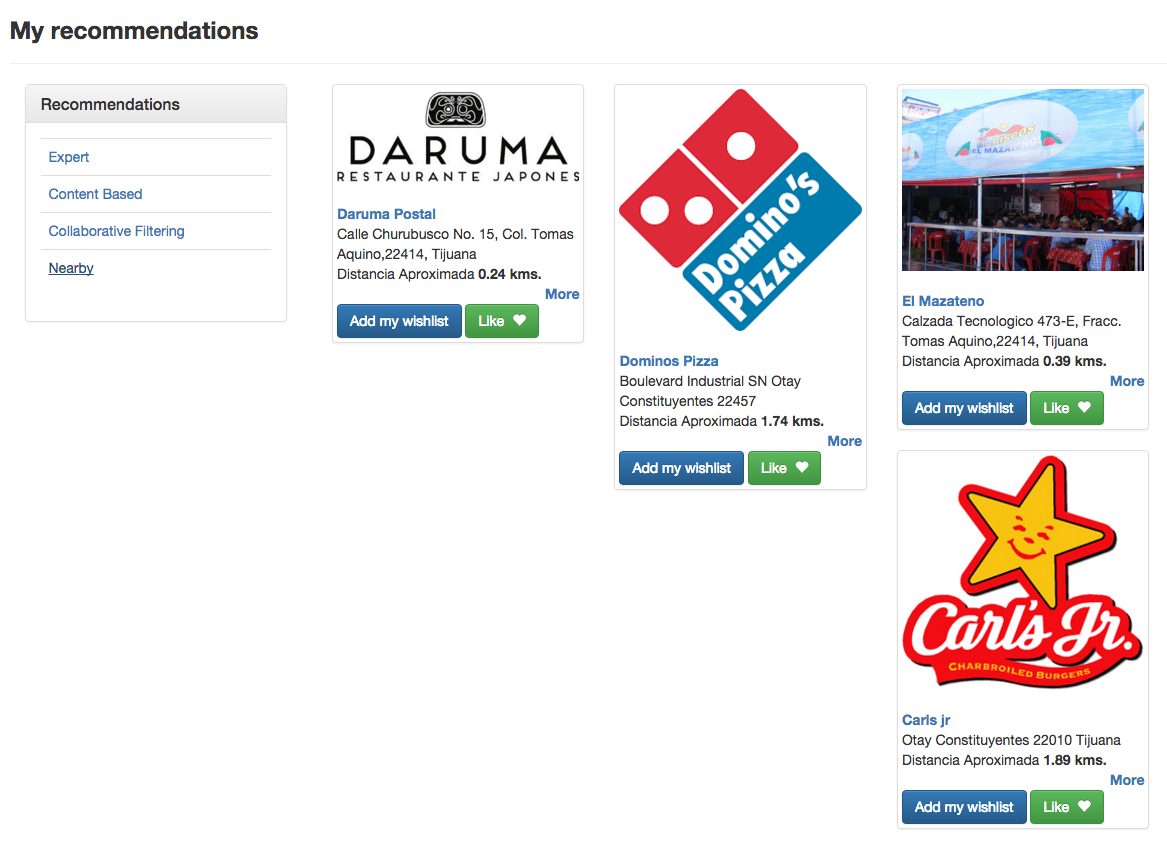 My recommendations
Recommendations
Expert
Content Based
Collaborative Filtering
Nearby
DARUMA
RESTAURANTE JAPONES
Daruma Postal
Calle Churubusco No. 15, Col. Tomas
Aquino,22414, Tijuana
Distancia Aproximada 0.24 kms.
More
Add my wishlist
Like
Domino's
Pizza
Dominos Pizza
Boulevard Industrial SN Otay
Constituyentes 22457
Distancia Aproximada 1.74 kms.
More
Add my wishlist
Like
EL MAZATENO
El Mazateno
Calzada Tecnologico 473-E, Fracc.
Tomas Aquino,22414, Tijuana
Distancia Aproximada 0.39 kms.
More
Add my wishlist
Like
Carl's Jr.
CHARBROILED BURGERS
Carls jr
Otay Constituyentes 22010 Tijuana
Distancia Aproximada 1.89 kms.
More
Add my wishlist
Like